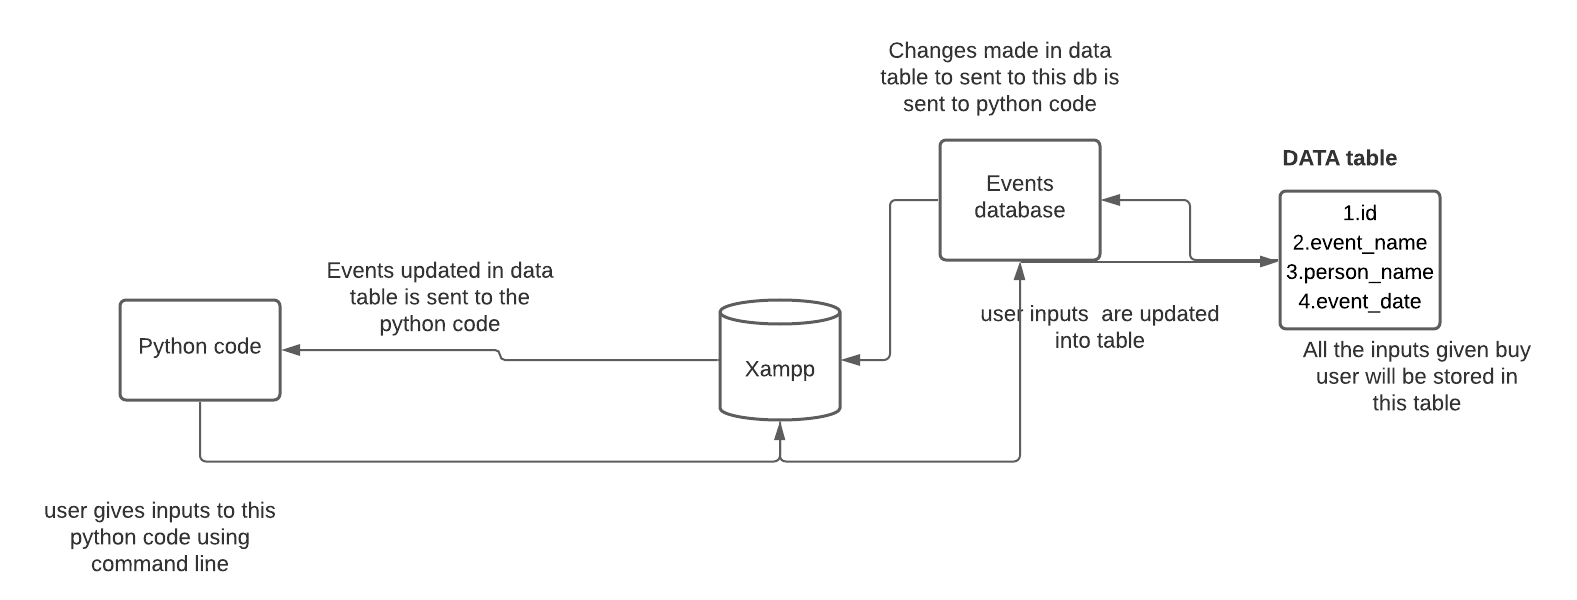 Changes made in data
table to sent to this db is
sent to python code
DATA table
Events
database
1.id
2.event_name
3.person_name
4.event_date
Events updated in data
table is sent to the
python code
user inputs  are updated
into table
Python code
Xampp
All the inputs given buy
user will be stored in
this table
user gives inputs to this
python code using
command line